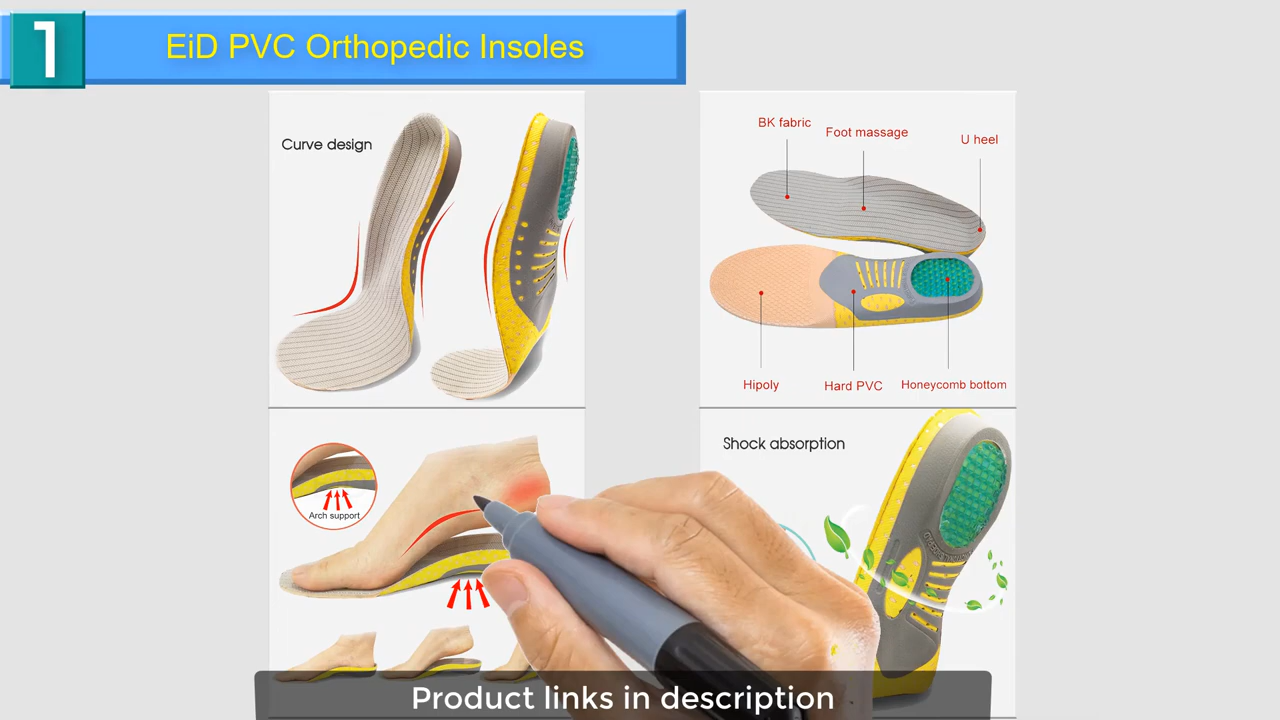 1
EiD PVC Orthopedic Insoles
Curve design
BK fabric
Foot massage
U heel
Hipoly
Hard PVC
Honeycomb bottom
Arch support
Shock absorption
Product links in description